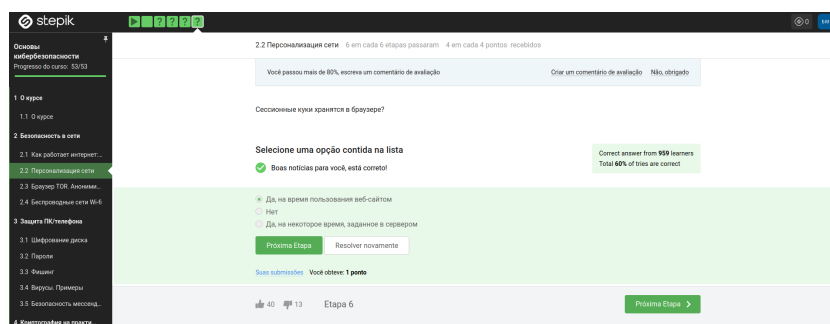 stepik
? ? ? ?
0
Основы
кибербезопасности
Progresso do curso: 53/53
1 О курсе
1.1 О курсе
2 Безопасность в сети
2.1 Как работает интернет:...
2.2 Персонализация сети
2.3 Браузер TOR. Анонимн...
2.4 Беспроводные сети Wi-fi
3 Защита ПК/телефона
3.1 Шифрование диска
3.2 Пароли
3.3 Фишинг
3.4 Вирусы. Примеры
3.5 Безопасность мессенд...
4 Криптография на практи...
2.2 Персонализация сети 6 em cada 6 etapas passaram 4 em cada 4 pontos recebidos
Você passou mais de 80%, escreva um comentário de avaliação Criar um comentário de avaliação Não, obrigado
Сессионные куки хранятся в браузере?
Selecione uma opção contida na lista
Boas notícias para você, está correto!
Correct answer from 959 learners
Total 60% of tries are correct
Да, на время пользования веб-сайтом
Нет
Да, на некоторое время, заданное в сервером
Próxima Etapa Resolver novamente
Suas submissões Você obteve: 1 ponto
40 13 Etapa 6 Próxima Etapa